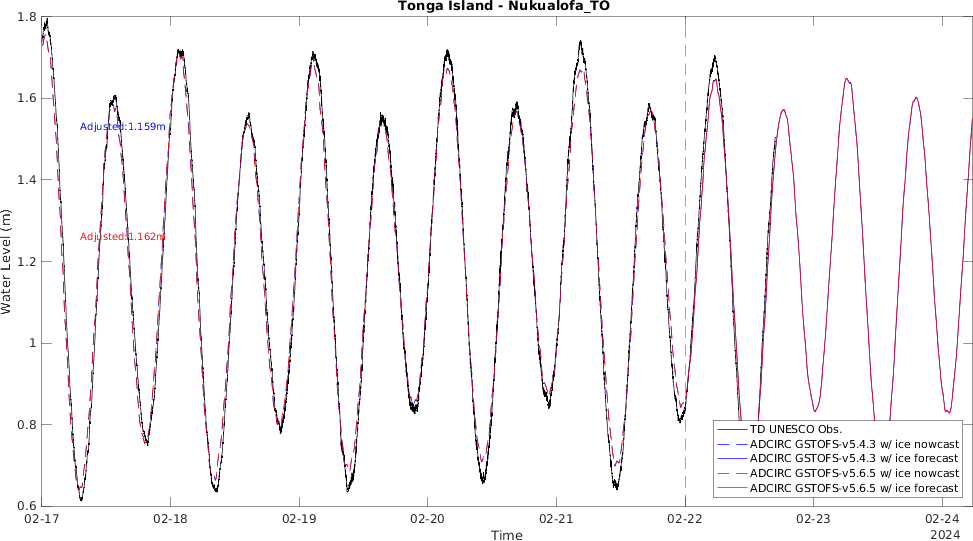 Tonga Island - Nukualofa_TO
1.8
1.6
1.4
1.2
1
0.8
0.6
Water Level (m)
Adjusted:1.159m
Adjusted:1.162m
TD UNESCO Obs.
ADCIRC GSTOFS-v5.4.3 w/ ice nowcast
ADCIRC GSTOFS-v5.4.3 w/ ice forecast
ADCIRC GSTOFS-v5.6.5 w/ ice nowcast
ADCIRC GSTOFS-v5.6.5 w/ ice forecast
02-17 02-18 02-19 02-20 02-21 02-22 02-23 02-24
Time
2024